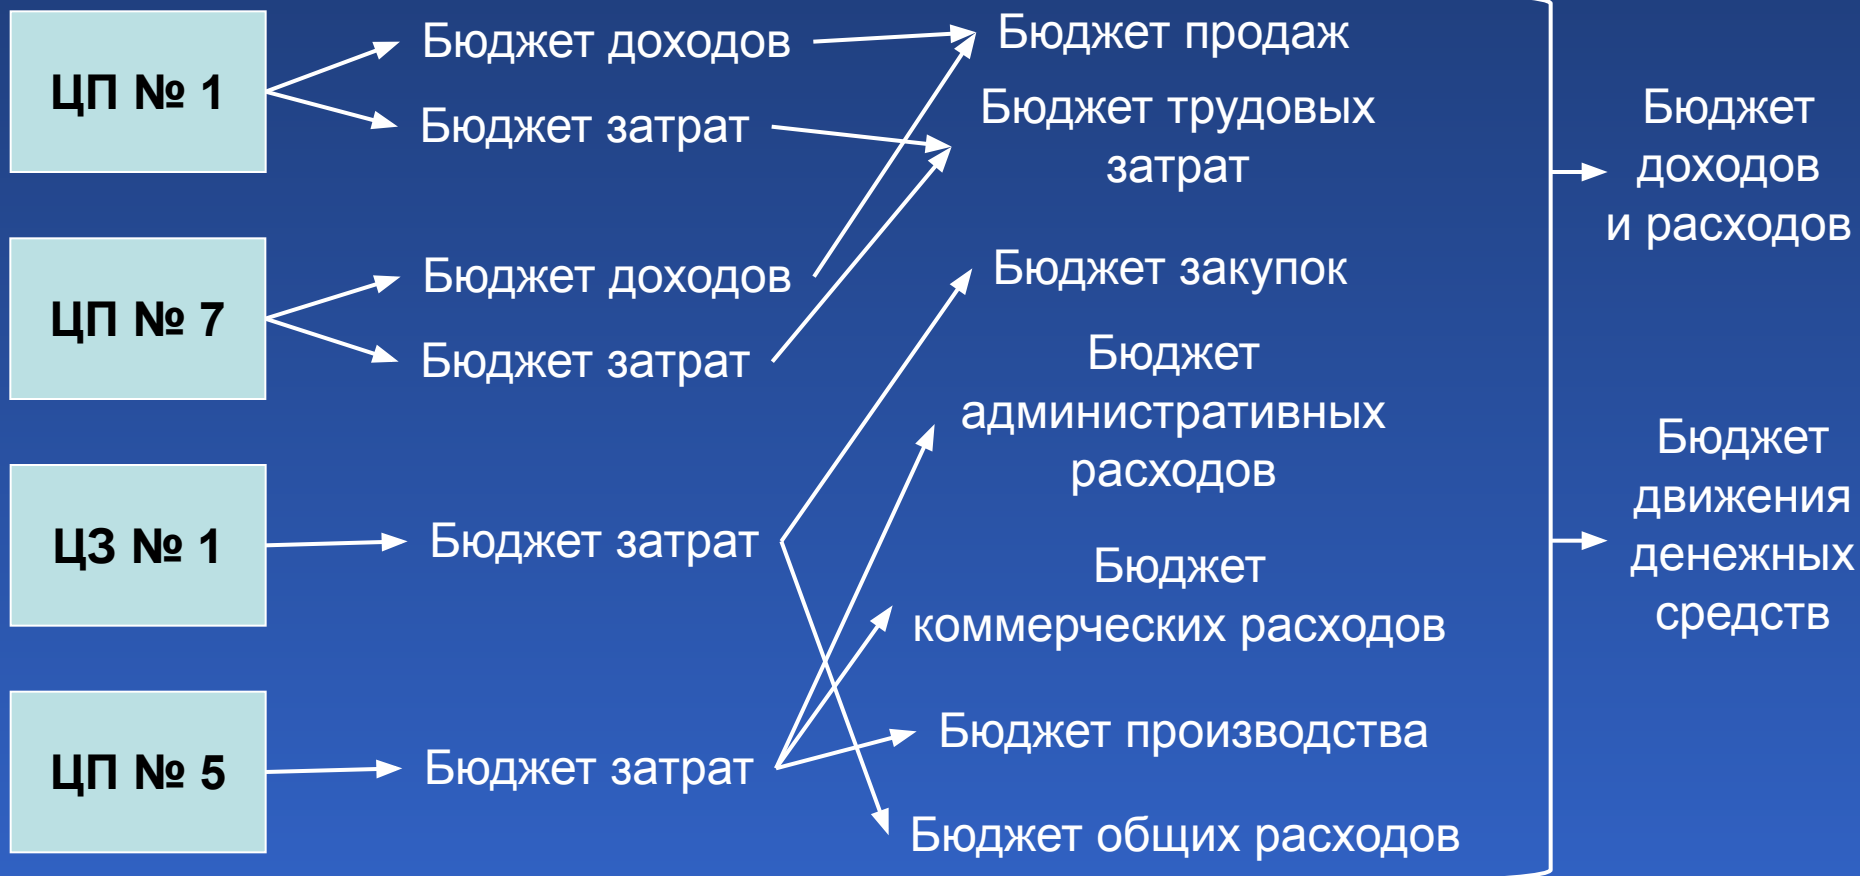 ЦП № 1
Бюджет доходов
Бюджет затрат
ЦП № 7
Бюджет доходов
Бюджет затрат
ЦЗ № 1
Бюджет затрат
ЦП № 5
Бюджет затрат
Бюджет продаж
Бюджет трудовых
затрат
Бюджет закупок
Бюджет
административных
расходов
Бюджет
коммерческих расходов
Бюджет производства
Бюджет общих расходов
Бюджет
доходов
и расходов
Бюджет
движения
денежных
средств